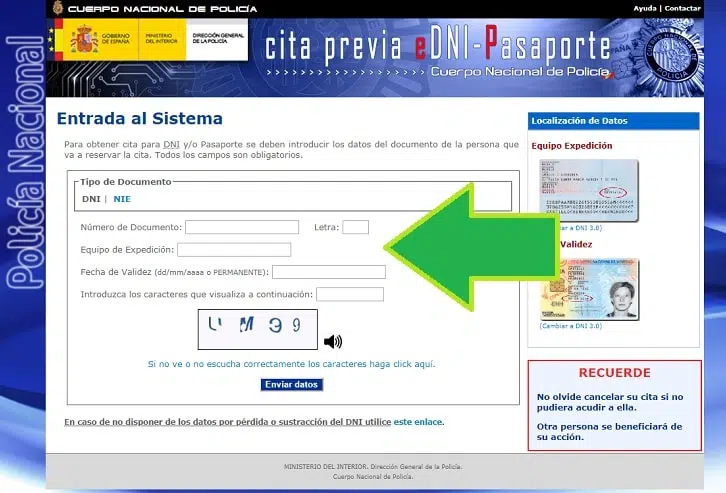 CUERPO NACIONAL DE POLICÍA
Ayuda | Contactar
GOBIERNO DE ESPAÑA
MINISTERIO DEL INTERIOR
DIRECCIÓN GENERAL DE LA POLICÍA
cita previa eDNI-Pasaporte
Cuerpo Nacional de Policía
Policía Nacional
Entrada al Sistema
Para obtener cita para DNI y/o Pasaporte se deben introducir los datos del documento de la persona que
va a reservar la cita. Todos los campos son obligatorios.
Tipo de Documento
DNI | NIE
Número de Documento: Letra:
Equipo de Expedición:
Fecha de Validez (dd/mm/aaaa o PERMANENTE):
Introduzca los caracteres que visualiza a continuación:
Si no ve o no escucha correctamente los caracteres haga click aquí.
Enviar datos
En caso de no disponer de los datos por pérdida o sustracción del DNI utilice este enlace.
Localización de Datos
Equipo Expedición
ar a DNI 3.0)
Validez
(Cambiar a DNI 3.0)
RECUERDE
No olvide cancelar su cita si no
pudiera acudir a ella.
Otra persona se beneficiará de
su acción.
MINISTERIO DEL INTERIOR. Dirección General de la Policía.
Cuerpo Nacional de Policía.